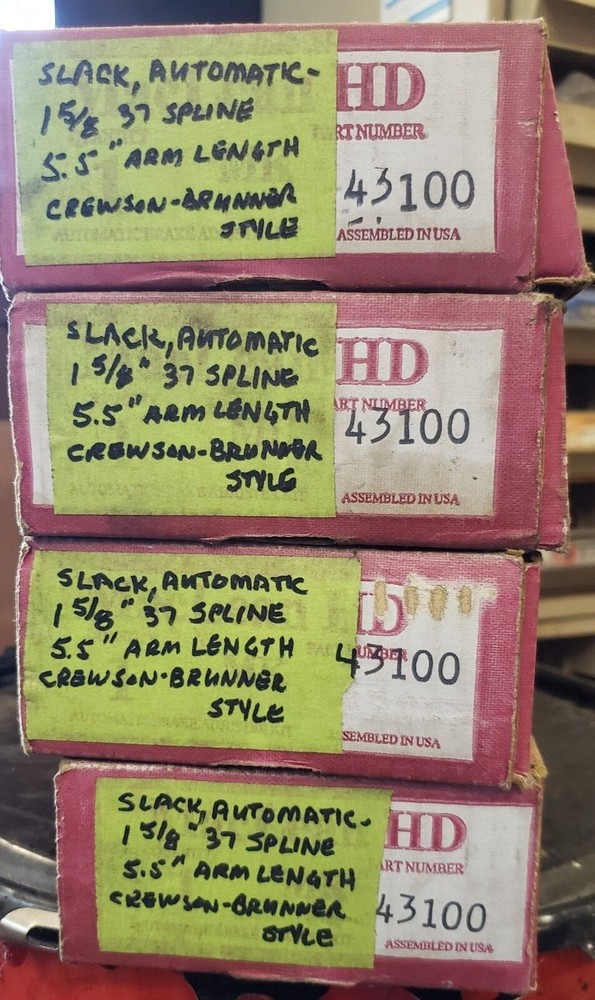 SLACK, AUTOMATIC-
1 5/8 37 SPLINE
5.5" ARM LENGTH
CREWSON-BRUNNER
STYLE
HD
PART NUMBER
43100
ASSEMBLED IN USA
SLACK, AUTOMATIC
1 5/8" 37 SPLINE
5.5" ARM LENGTH
CREWSON-BRUNNER
STYLE
HD
ART NUMBER
43100
ASSEMBLED IN USA
SLACK, AUTOMATIC
1 5/8" 37 SPLINE
5.5" ARM LENGTH
CREWSON-BRUNNER
STYLE
D
PART NUMBER
43100
SEMBLED IN USA
SLACK, AUTOMATIC-
1 5/8" 37 SPLINE
5.5" ARM LENGTH
CREWSON-BRUNNER
STYLE
HD
ART NUMBER
43100
ASSEMBLED IN USA